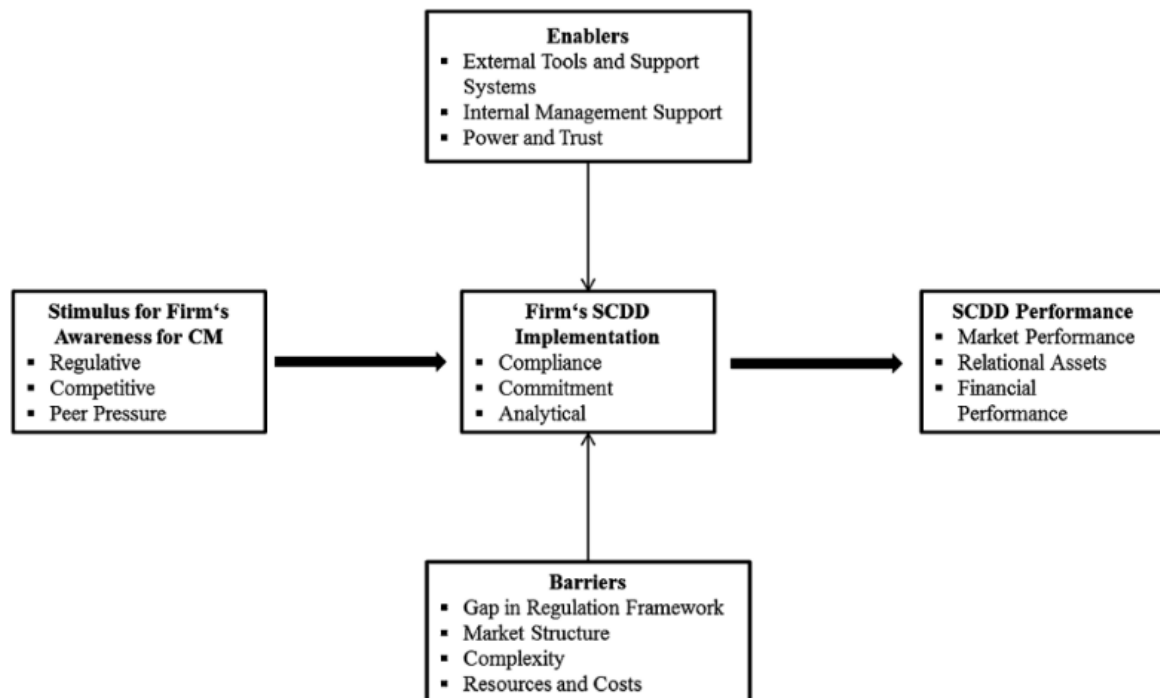 Enablers
▪ External Tools and Support
Systems
▪ Internal Management Support
▪ Power and Trust
Stimulus for Firm‘s
Awareness for CM
▪ Regulative
▪ Competitive
▪ Peer Pressure
Firm‘s SCDD
Implementation
▪ Compliance
▪ Commitment
▪ Analytical
SCDD Performance
▪ Market Performance
▪ Relational Assets
▪ Financial
Performance
Barriers
▪ Gap in Regulation Framework
▪ Market Structure
▪ Complexity
▪ Resources and Costs